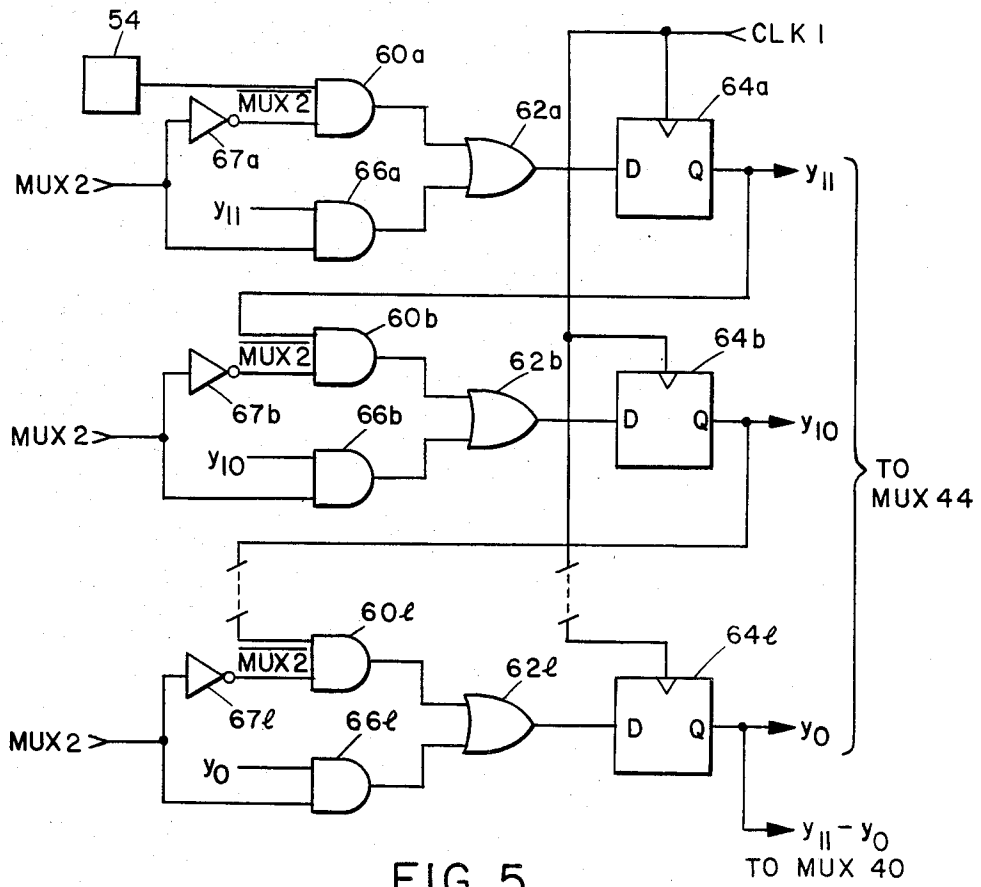 54
60a
CLK 1
MUX 2
67a
62a
64a
MUX 2
66a
y11
D Q
y11
60b
MUX 2
67b
62b
64b
MUX 2
66b
y10
D Q
y10
TO
MUX 44
60ℓ
MUX 2
67ℓ
62ℓ
64ℓ
MUX 2
66ℓ
y0
D Q
y0
y11 – y0
TO MUX 40
FIG. 5